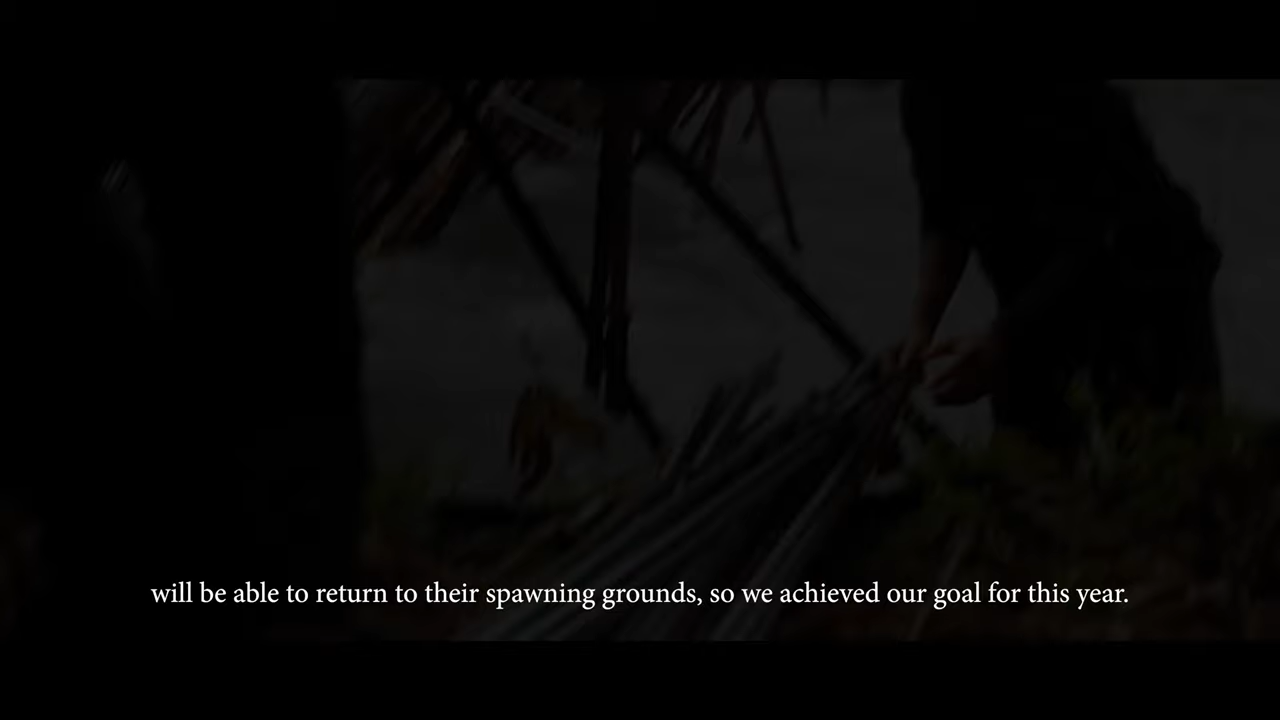 will be able to return to their spawning grounds, so we achieved our goal for this year.